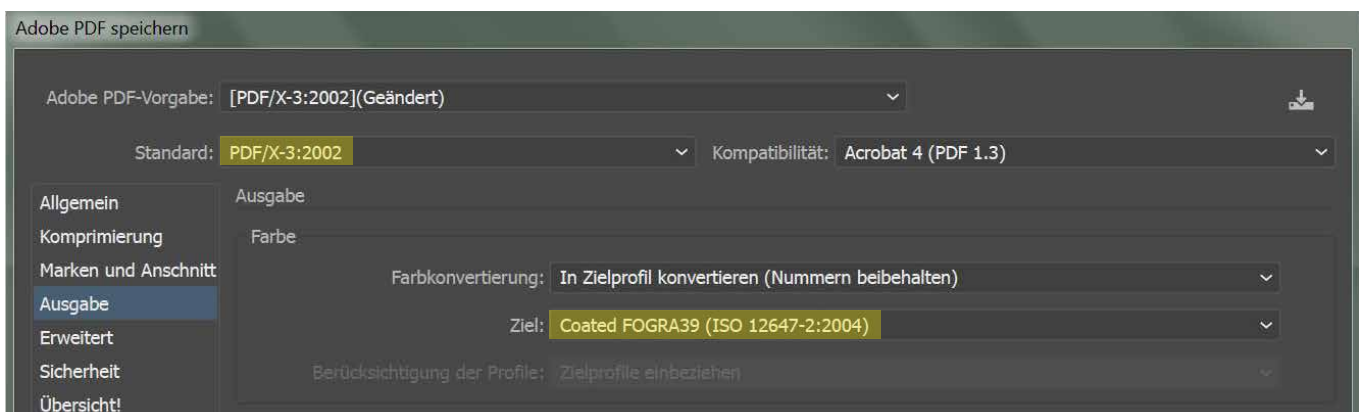 Adobe PDF speichern
Adobe PDF-Vorgabe: [PDF/X-3:2002](Geändert)
Standard: PDF/X-3:2002 Kompatibilität: Acrobat 4 (PDF 1.3)
Allgemein
Komprimierung
Marken und Anschnitt
Ausgabe
Erweitert
Sicherheit
Übersicht!
Ausgabe
Farbe
Farbkonvertierung: In Zielprofil konvertieren (Nummern beibehalten)
Ziel: Coated FOGRA39 (ISO 12647-2:2004)
Berücksichtigung der Profile: Zielprofile einbeziehen